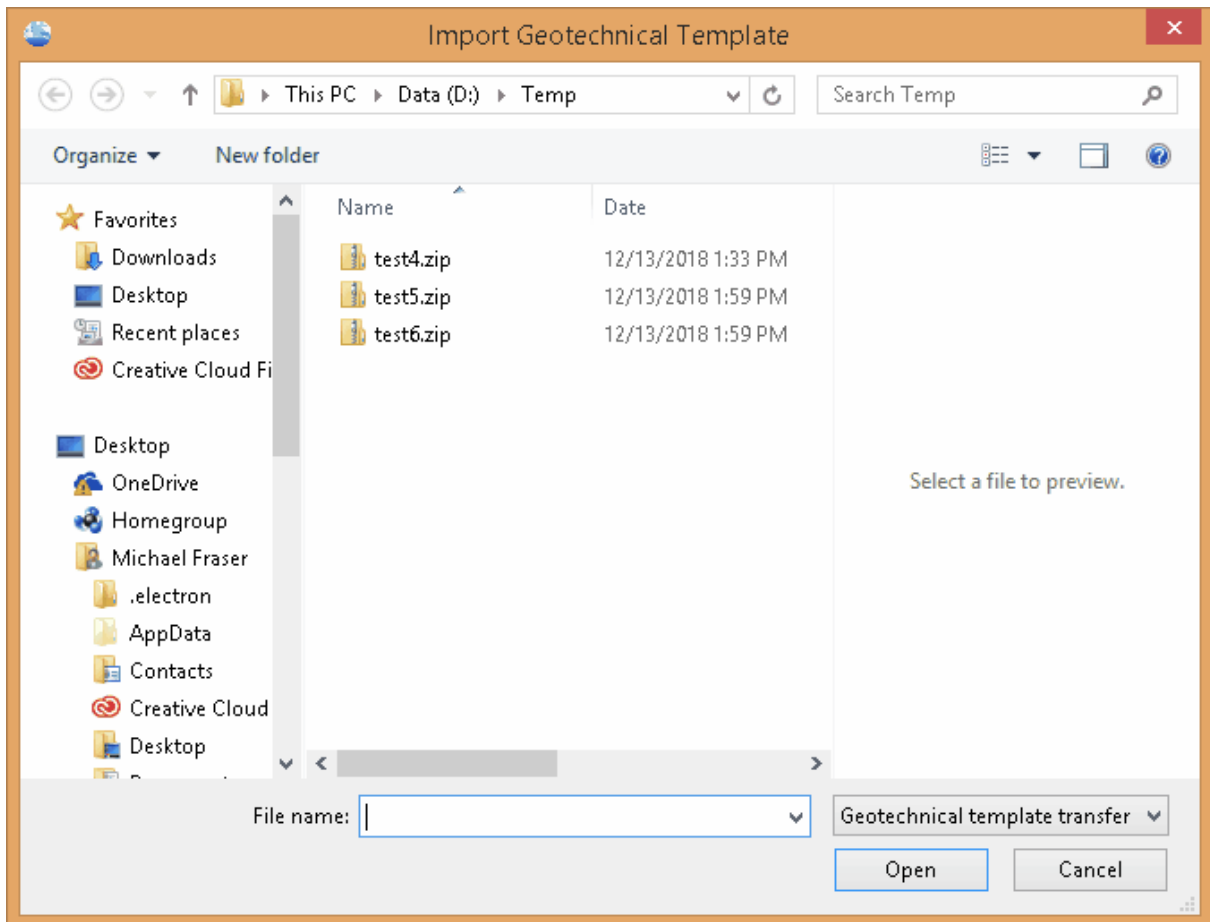 Import Geotechnical Template
This PC Data (D:) Temp
Search Temp
Organize
New folder
Favorites
Downloads
Desktop
Recent places
Creative Cloud Fi
Desktop
OneDrive
Homegroup
Michael Fraser
.electron
AppData
Contacts
Creative Cloud
Desktop
Name Date
test4.zip 12/13/2018 1:33 PM
test5.zip 12/13/2018 1:59 PM
test6.zip 12/13/2018 1:59 PM
Select a file to preview.
File name:
Geotechnical template transfer
Open
Cancel